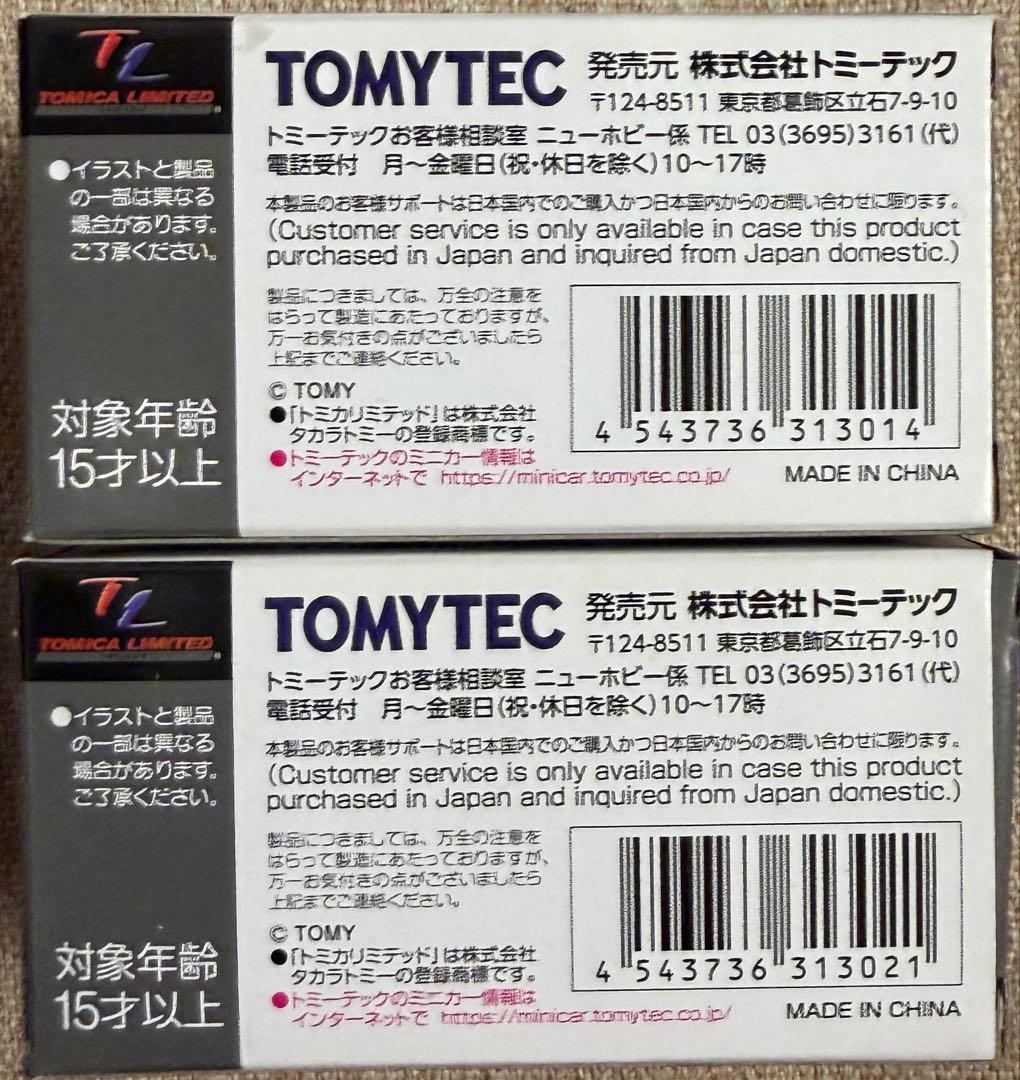 TL
TOMICA LIMITED
●イラストと製品
の一部は異なる
場合があります。
ご了承ください。
対象年齢
15才以上
TOMYTEC 発売元 株式会社トミーテック
〒124-8511 東京都葛飾区立石7-9-10
トミーテックお客様相談室 ニューホビー係 TEL 03(3695)3161(代)
電話受付 月〜金曜日(祝・休日を除く)10〜17時
本製品のお客様サポートは日本国内でのご購入かつ日本国内からのお問い合わせに限ります。
(Customer service is only available in case this product
purchased in Japan and inquired from Japan domestic.)
製品につきましては、万全の注意を
はらって製造にあたっておりますが、
万一お気付きの点がございましたら
上記までご連絡ください。
© TOMY
●「トミカリミテッド」は株式会社
タカラトミーの登録商標です。
●トミーテックのミニカー情報は
インターネットで https://minicar.tomytec.co.jp/
4 543736 313014
MADE IN CHINA
TL
TOMICA LIMITED
●イラストと製品
の一部は異なる
場合があります。
ご了承ください。
対象年齢
15才以上
TOMYTEC 発売元 株式会社トミーテック
〒124-8511 東京都葛飾区立石7-9-10
トミーテックお客様相談室 ニューホビー係 TEL 03(3695)3161(代)
電話受付 月〜金曜日(祝・休日を除く)10〜17時
本製品のお客様サポートは日本国内でのご購入かつ日本国内からのお問い合わせに限ります。
(Customer service is only available in case this product
purchased in Japan and inquired from Japan domestic.)
製品につきましては、万全の注意を
はらって製造にあたっておりますが、
万一お気付きの点がございましたら
上記までご連絡ください。
© TOMY
●「トミカリミテッド」は株式会社
タカラトミーの登録商標です。
●トミーテックのミニカー情報は
インターネットで https://minicar.tomytec.co.jp/
4 543736 313021
MADE IN CHINA